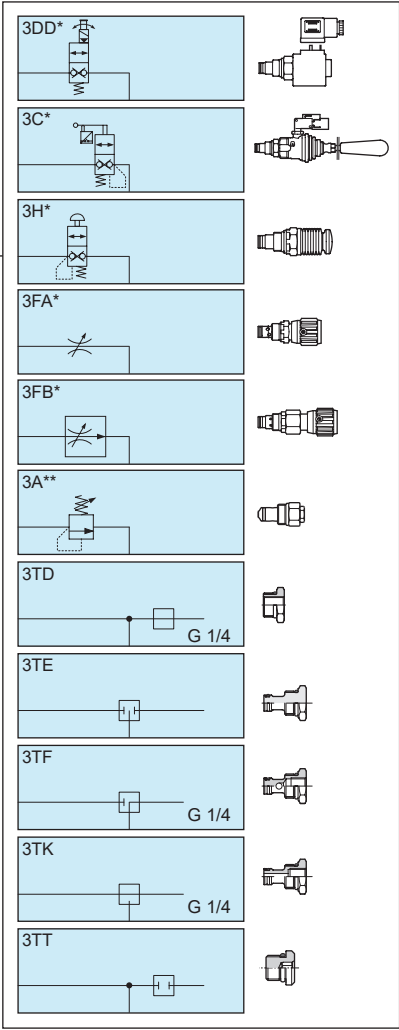 3DD*
3C*
3H*
3FA*
3FB*
3A**
3TD
G 1/4
3TE
3TF
G 1/4
3TK
G 1/4
3TT